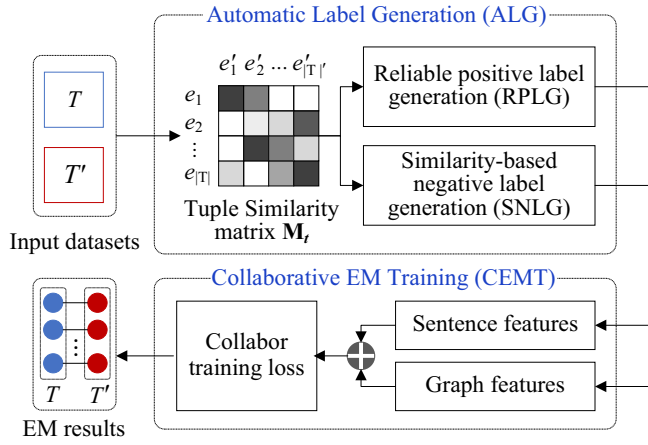 Automatic Label Generation (ALG)
T
T′
Input datasets
e′1 e′2 ... e′|T|′
e1
e2
⋮
e|T|
Tuple Similarity
matrix Mt
Reliable positive label
generation (RPLG)
Similarity-based
negative label
generation (SNLG)
Collaborative EM Training (CEMT)
⋮
T T′
EM results
Collabor
training loss
Sentence features
Graph features